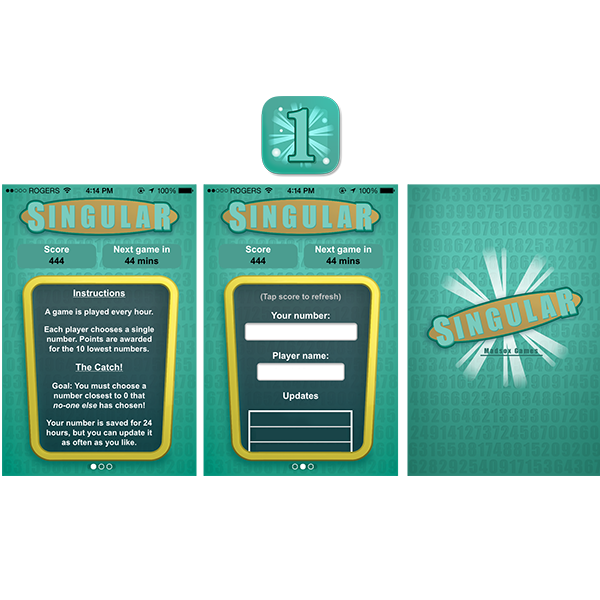 1
ROGERS 4:14 PM 100%
SINGULAR
Score
444
Next game in
44 mins
Instructions
A game is played every hour.
Each player chooses a single
number. Points are awarded
for the 10 lowest numbers.
The Catch!
Goal: You must choose a
number closest to 0 that
no-one else has chosen!
Your number is saved for 24
hours, but you can update it
as often as you like.
ROGERS 4:14 PM 100%
SINGULAR
Score
444
Next game in
44 mins
(Tap score to refresh)
Your number:
Player name:
Updates
SINGULAR
Madsox Games